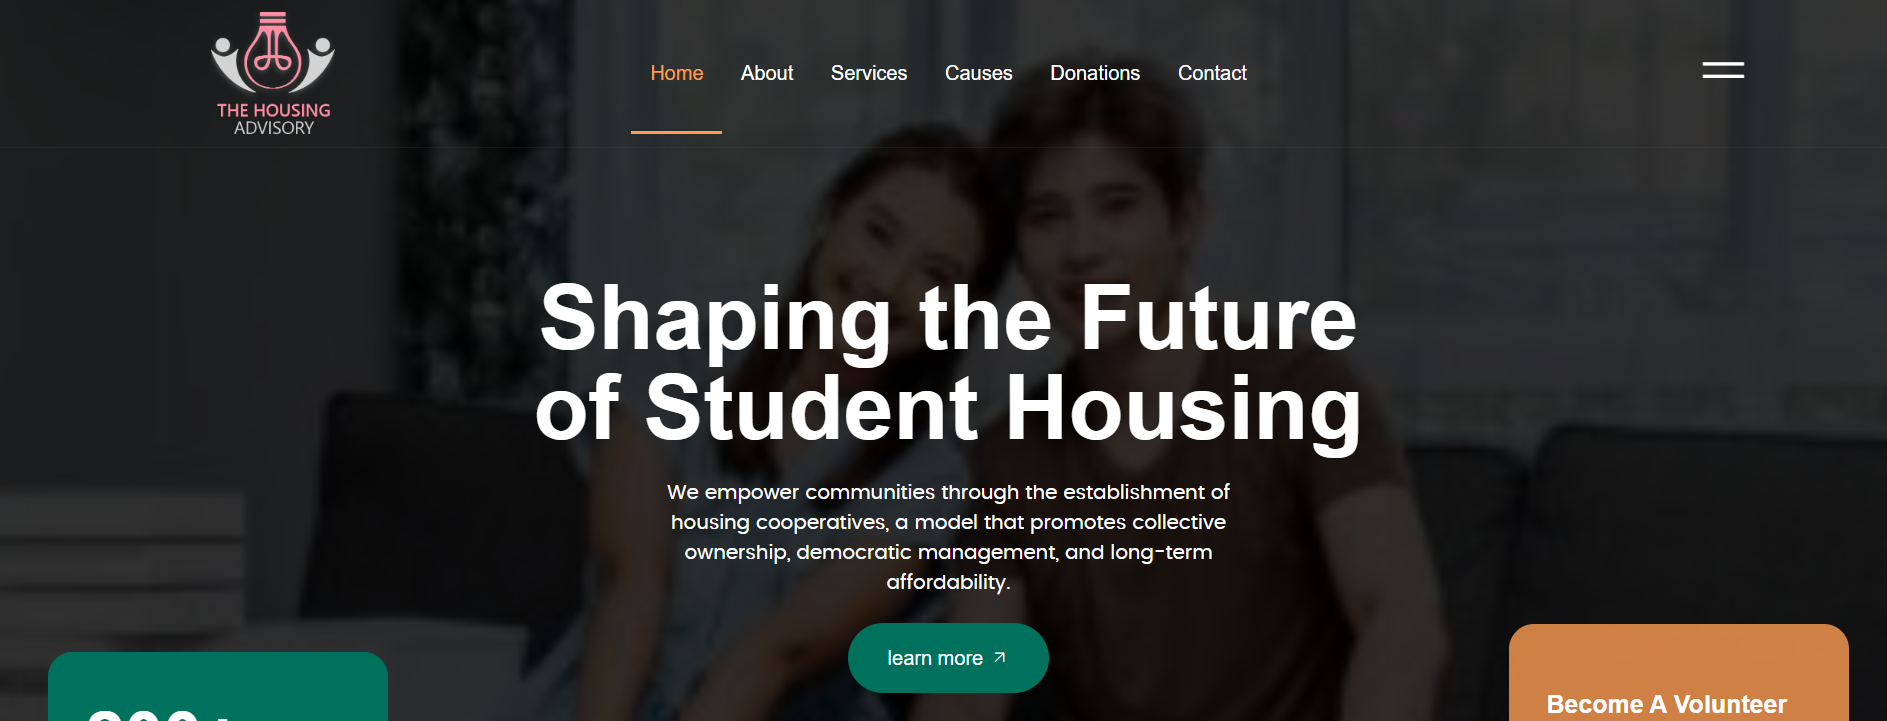 THE HOUSING
ADVISORY
Home About Services Causes Donations Contact
Shaping the Future
of Student Housing
We empower communities through the establishment of
housing cooperatives, a model that promotes collective
ownership, democratic management, and long-term
affordability.
learn more
Become A Volunteer